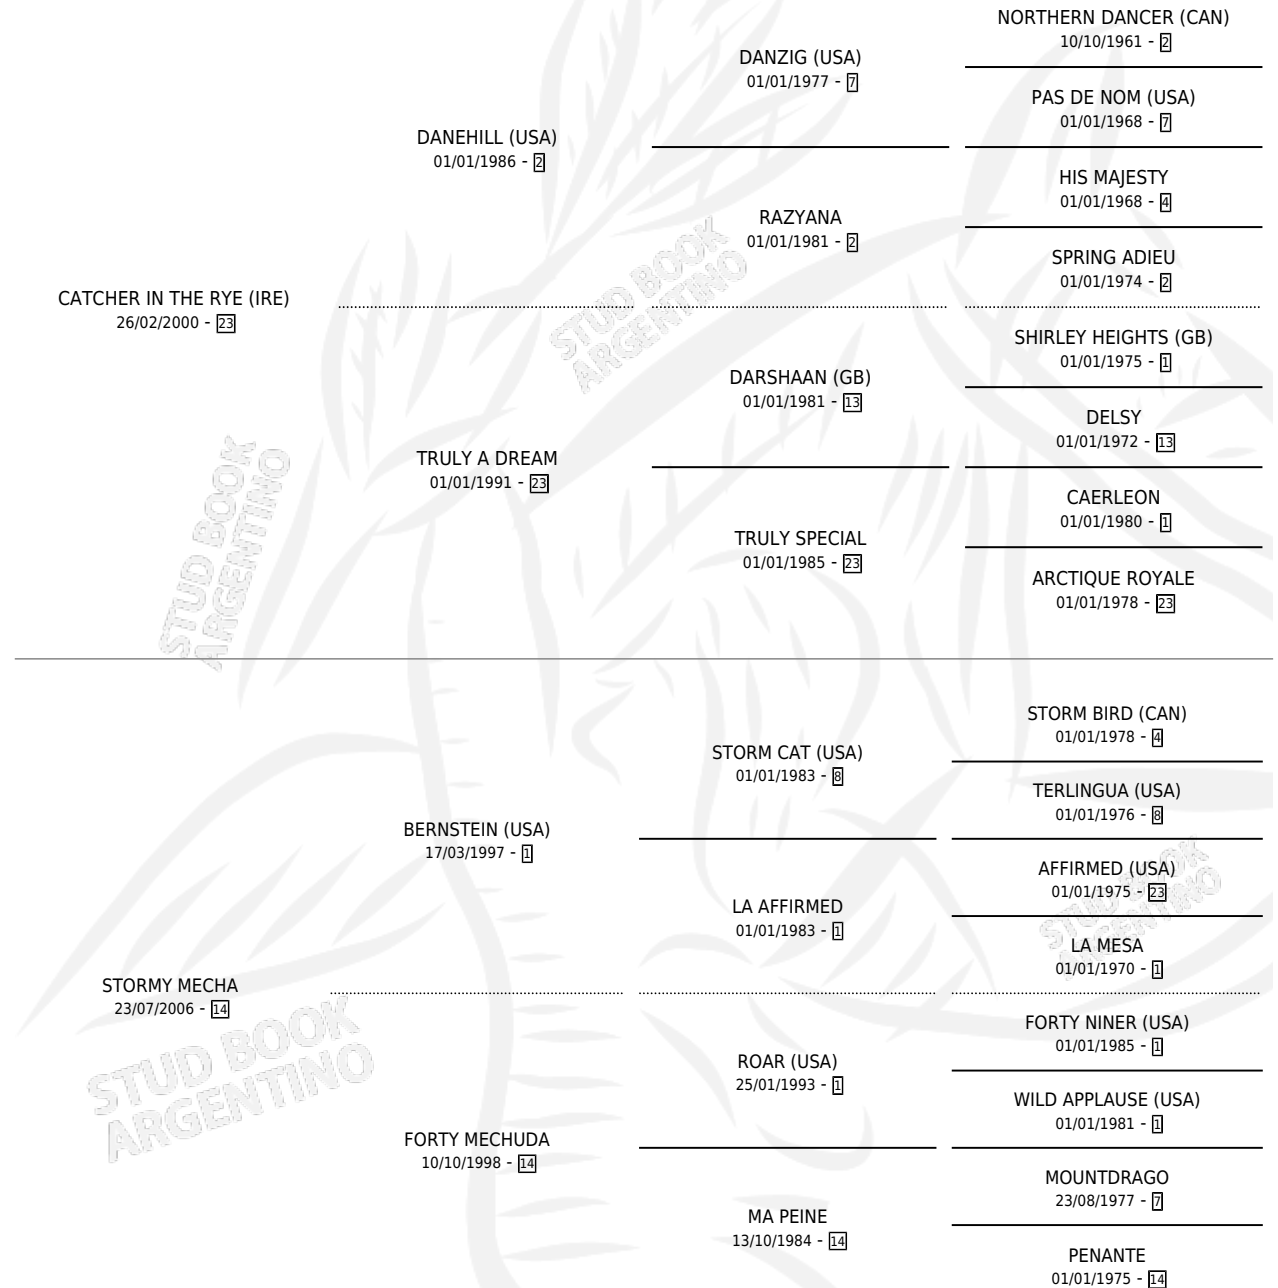 NORTHERN DANCER (CAN)
10/10/1961 - 2
DANZIG (USA)
01/01/1977 - 7
PAS DE NOM (USA)
01/01/1968 - 7
DANEHILL (USA)
01/01/1986 - 2
HIS MAJESTY
01/01/1968 - 4
RAZYANA
01/01/1981 - 2
SPRING ADIEU
01/01/1974 - 2
CATCHER IN THE RYE (IRE)
26/02/2000 - 23
STUD BOOK
ARGENTINO
SHIRLEY HEIGHTS (GB)
01/01/1975 - 1
DARSHAAN (GB)
01/01/1981 - 13
DELSY
01/01/1972 - 13
TRULY A DREAM
01/01/1991 - 23
CAERLEON
01/01/1980 - 1
TRULY SPECIAL
01/01/1985 - 23
ARCTIQUE ROYALE
01/01/1978 - 23
STUD BOOK
ARGENTINO
STORM BIRD (CAN)
01/01/1978 - 4
STORM CAT (USA)
01/01/1983 - 8
TERLINGUA (USA)
01/01/1976 - 8
BERNSTEIN (USA)
17/03/1997 - 1
AFFIRMED (USA)
01/01/1975 - 23
LA AFFIRMED
01/01/1983 - 1
STUD BOOK
ARGENTINO
LA MESA
01/01/1970 - 1
STORMY MECHA
23/07/2006 - 14
FORTY NINER (USA)
01/01/1985 - 1
ROAR (USA)
25/01/1993 - 1
WILD APPLAUSE (USA)
01/01/1981 - 1
STUD BOOK
ARGENTINO
FORTY MECHUDA
10/10/1998 - 14
MOUNTDRAGO
23/08/1977 - 7
MA PEINE
13/10/1984 - 14
PENANTE
01/01/1975 - 14